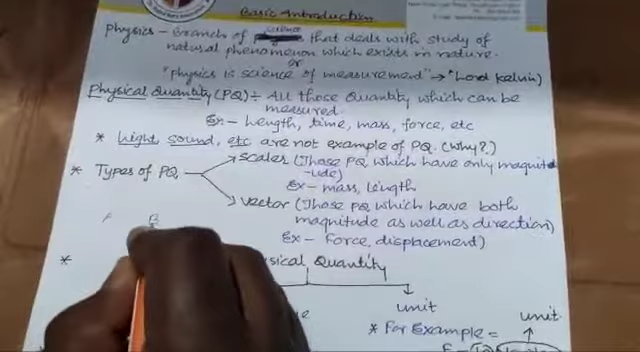 Basic Introduction
Physics - Branch of science that deals with study of
natural phenomenon which exists in nature.
or
"Physics is science of measurement" → "Lord Kelvin)
Physical Quantity (PQ) ÷ All those Quantity which can be
measured.
Ex - Length, time, mass, force, etc
* light, sound, etc are not example of PQ. (Why?)
* Types of PQ
scaler (Those PQ which have only magnit
-ude)
Ex - mass, length
vector (Those PQ which have both
magnitude as well as direction)
Ex - Force, displacement)
* sical Quantity
unit
* For Example =
unit